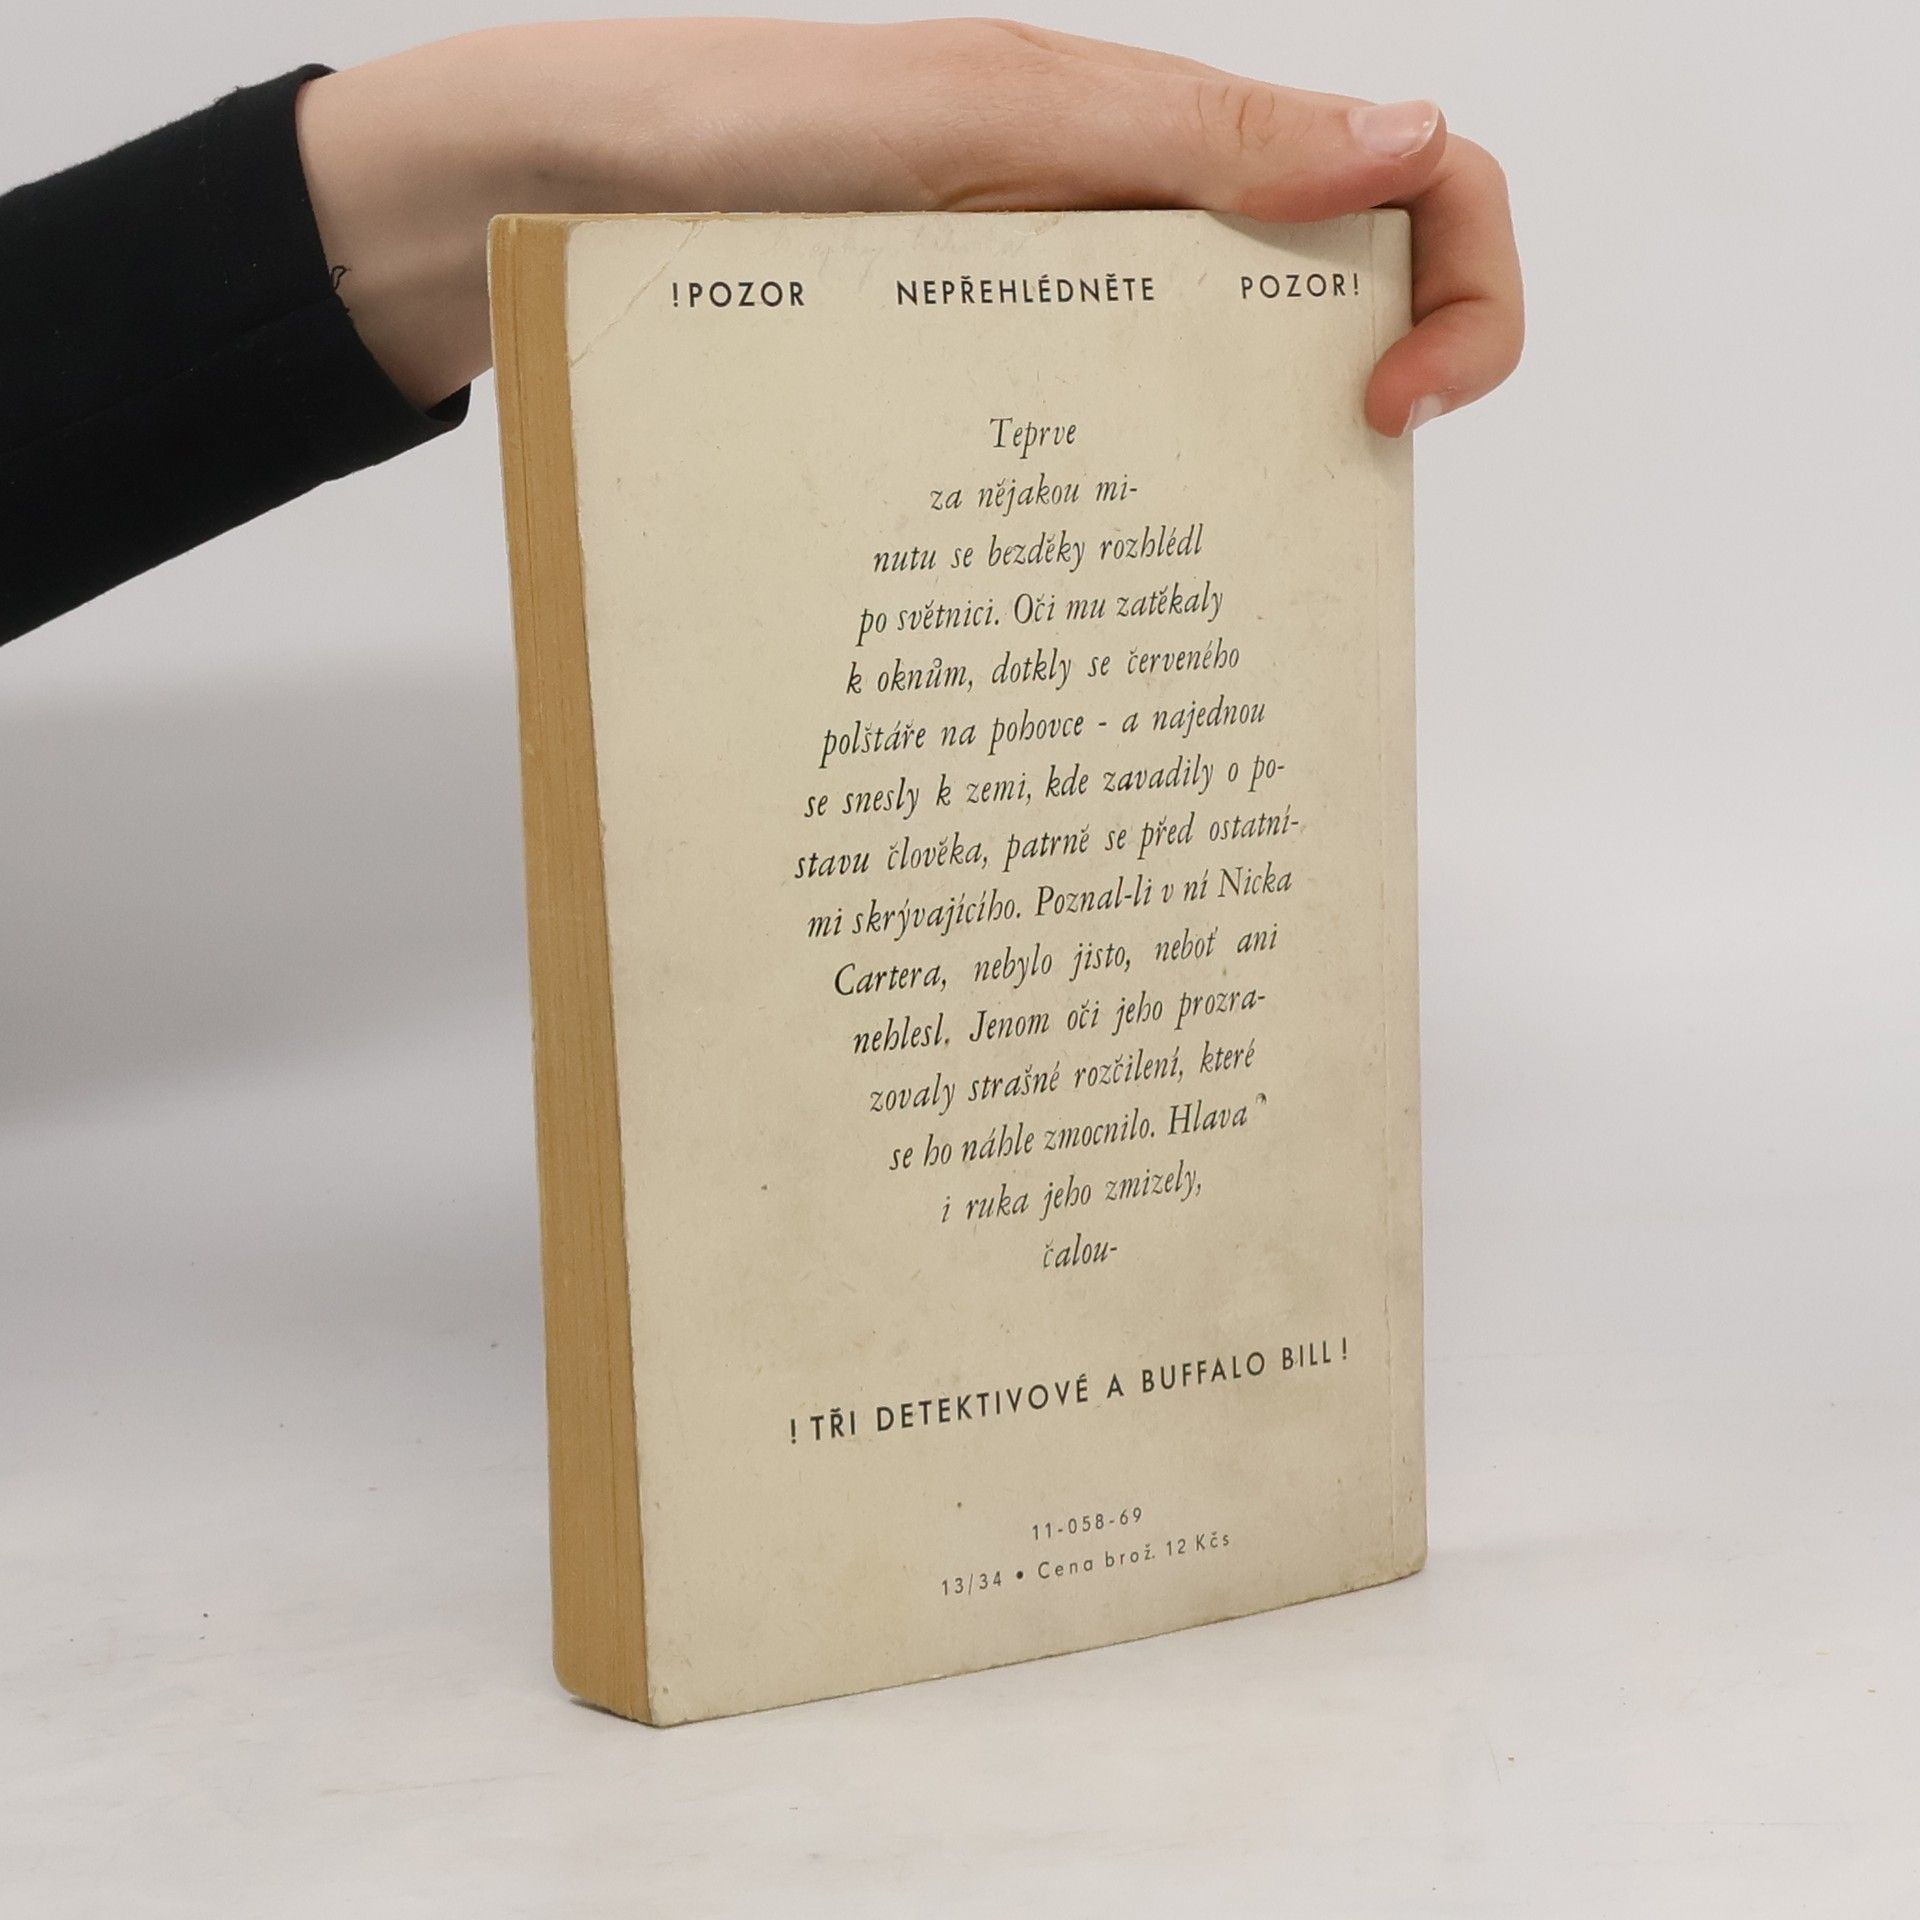 !POZOR NEPŘEHLÉDNĚTE POZOR!
Teprve
za nějakou mi-
nutu se bezděky rozhlédl
po světnici. Oči mu zatěkaly
k oknům, dotkly se červeného
polštáře na pohovce - a najednou
se snesly k zemi, kde zavadily o po-
stavu člověka, patrně se před ostatní-
mi skrývajícího. Poznal-li v ní Nicka
Cartera, nebylo jisto, neboť ani
nehlesl. Jenom oči jeho prozra-
zovaly strašné rozčilení, které
se ho náhle zmocnilo. Hlava
i ruka jeho zmizely,
čalou-
! TŘI DETEKTIVOVÉ A BUFFALO BILL !
11-058-69
13/34 • Cena brož. 12 Kčs